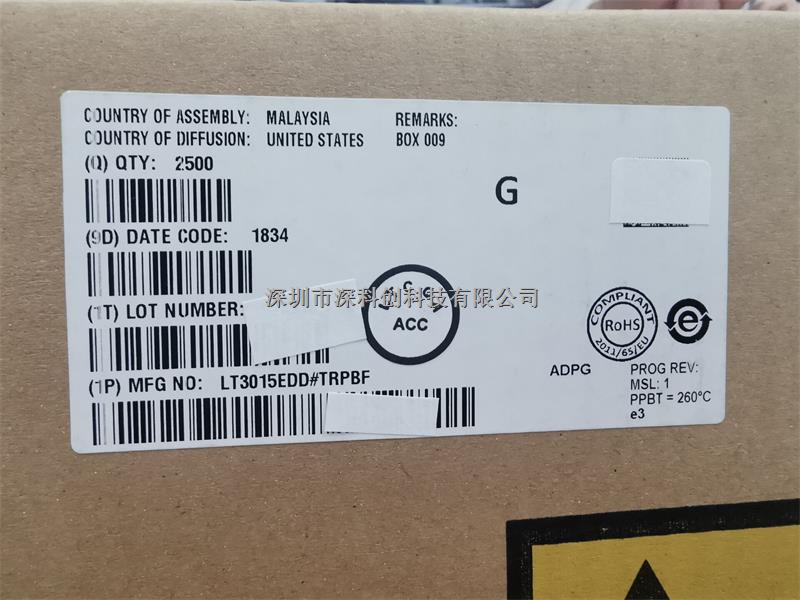 COUNTRY OF ASSEMBLY: MALAYSIA
COUNTRY OF DIFFUSION: UNITED STATES
REMARKS:
BOX 009
(Q) QTY: 2500
G
(9D) DATE CODE: 1834
深圳市深科创科技有限公司
(1T) LOT NUMBER:
ACC
COMPLIANT
RoHS
2011/65/EU
e
ADPG
PROG REV:
MSL: 1
PPBT = 260°C
e3
(1P) MFG NO: LT3015EDD#TRPBF